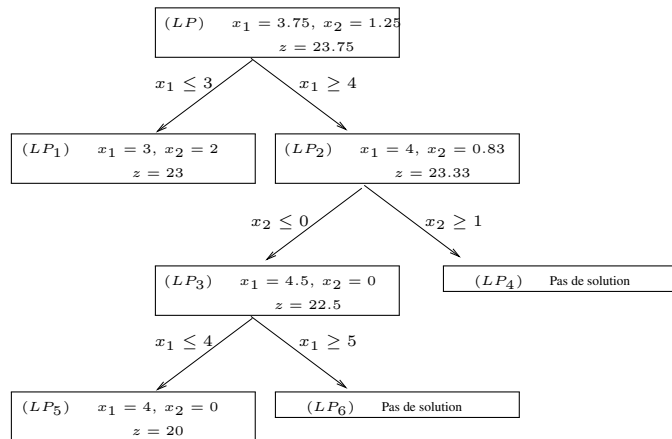 (LP) x₁ = 3.75, x₂ = 1.25
z = 23.75
x₁ ≤ 3
x₁ ≥ 4
(LP₁) x₁ = 3, x₂ = 2
z = 23
(LP₂) x₁ = 4, x₂ = 0.83
z = 23.33
x₂ ≤ 0
x₂ ≥ 1
(LP₃) x₁ = 4.5, x₂ = 0
z = 22.5
(LP₄) Pas de solution
x₁ ≤ 4
x₁ ≥ 5
(LP₅) x₁ = 4, x₂ = 0
z = 20
(LP₆) Pas de solution